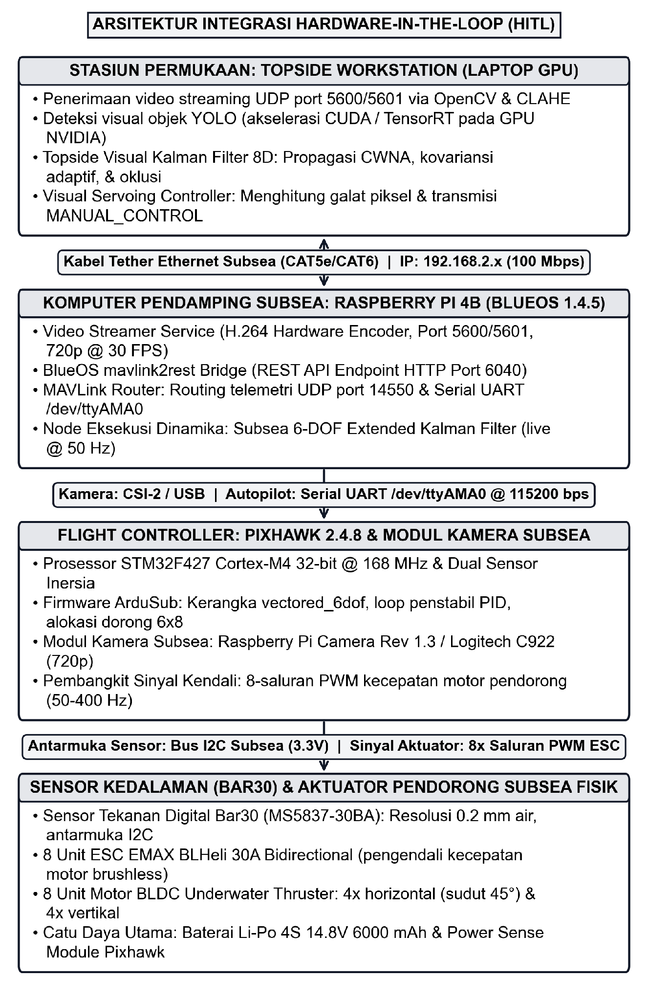 ARSITEKTUR INTEGRASI HARDWARE-IN-THE-LOOP (HITL)
STASIUN PERMUKAAN: TOPSIDE WORKSTATION (LAPTOP GPU)
• Penerimaan video streaming UDP port 5600/5601 via OpenCV & CLAHE
• Deteksi visual objek YOLO (akselerasi CUDA / TensorRT pada GPU
NVIDIA)
• Topside Visual Kalman Filter 8D: Propagasi CWNA, kovariansi
adaptif, & oklusi
• Visual Servoing Controller: Menghitung galat piksel & transmisi
MANUAL_CONTROL
Kabel Tether Ethernet Subsea (CAT5e/CAT6) | IP: 192.168.2.x (100 Mbps)
KOMPUTER PENDAMPING SUBSEA: RASPBERRY PI 4B (BLUEOS 1.4.5)
• Video Streamer Service (H.264 Hardware Encoder, Port 5600/5601,
720p @ 30 FPS)
• BlueOS mavlink2rest Bridge (REST API Endpoint HTTP Port 6040)
• MAVLink Router: Routing telemetri UDP port 14550 & Serial UART
/dev/ttyAMA0
• Node Eksekusi Dinamika: Subsea 6-DOF Extended Kalman Filter (live
@ 50 Hz)
Kamera: CSI-2 / USB | Autopilot: Serial UART /dev/ttyAMA0 @ 115200 bps
FLIGHT CONTROLLER: PIXHAWK 2.4.8 & MODUL KAMERA SUBSEA
• Prosessor STM32F427 Cortex-M4 32-bit @ 168 MHz & Dual Sensor
Inersia
• Firmware ArduSub: Kerangka vectored_6dof, loop penstabil PID,
alokasi dorong 6x8
• Modul Kamera Subsea: Raspberry Pi Camera Rev 1.3 / Logitech C922
(720p)
• Pembangkit Sinyal Kendali: 8-saluran PWM kecepatan motor pendorong
(50-400 Hz)
Antarmuka Sensor: Bus I2C Subsea (3.3V) | Sinyal Aktuator: 8x Saluran PWM ESC
SENSOR KEDALAMAN (BAR30) & AKTUATOR PENDORONG SUBSEA FISIK
• Sensor Tekanan Digital Bar30 (MS5837-30BA): Resolusi 0.2 mm air,
antarmuka I2C
• 8 Unit ESC EMAX BLHeli 30A Bidirectional (pengendali kecepatan
motor brushless)
• 8 Unit Motor BLDC Underwater Thruster: 4x horizontal (sudut 45°) &
4x vertikal
• Catu Daya Utama: Baterai Li-Po 4S 14.8V 6000 mAh & Power Sense
Module Pixhawk